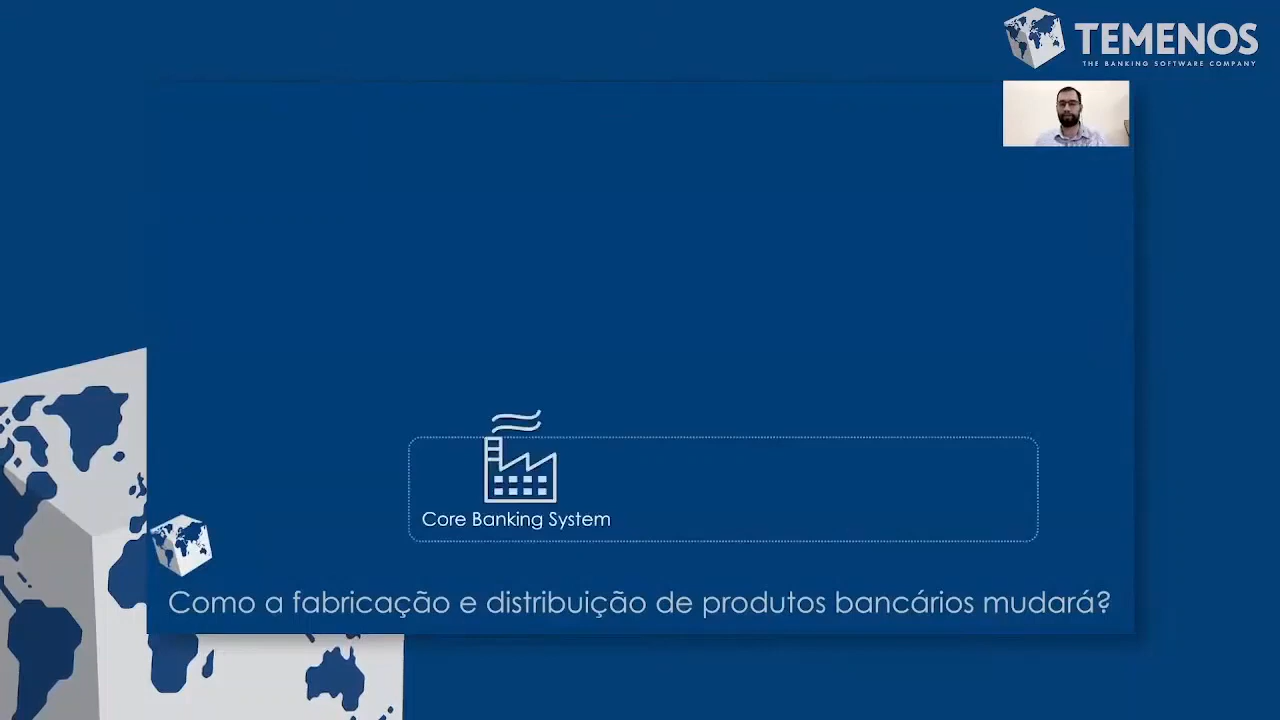 TEMENOS
THE BANKING SOFTWARE COMPANY
Core Banking System
Como a fabricação e distribuição de produtos bancários mudará?